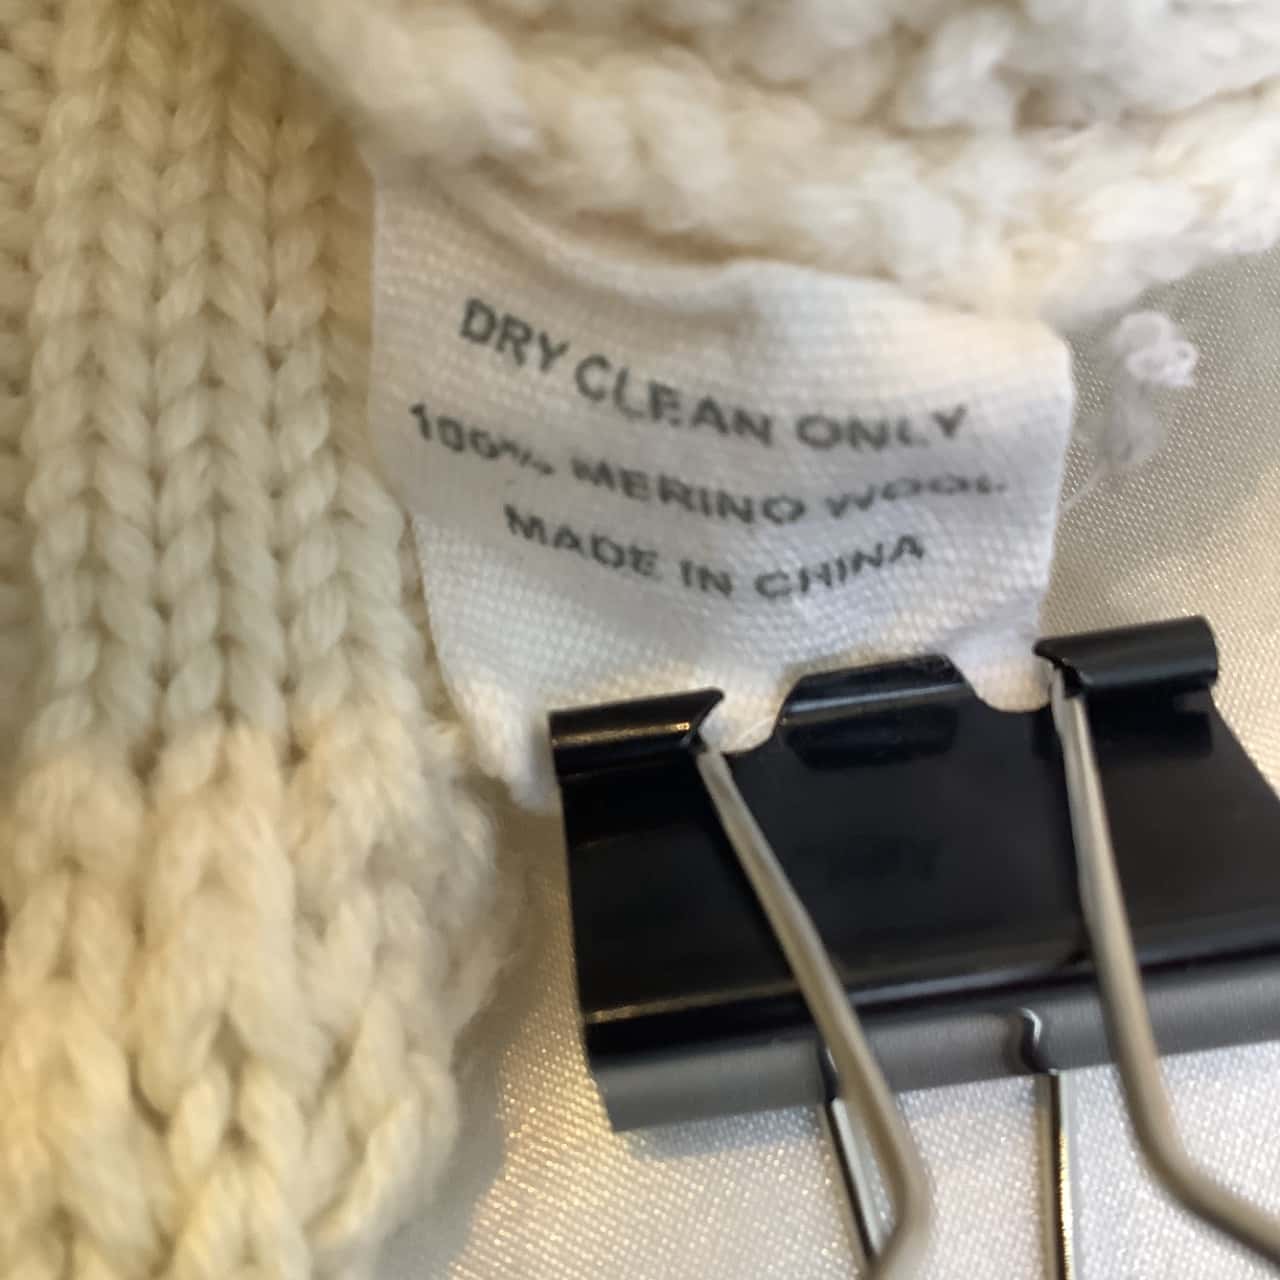 DRY CLEAN ONLY
100% MERINO WOOL
MADE IN CHINA